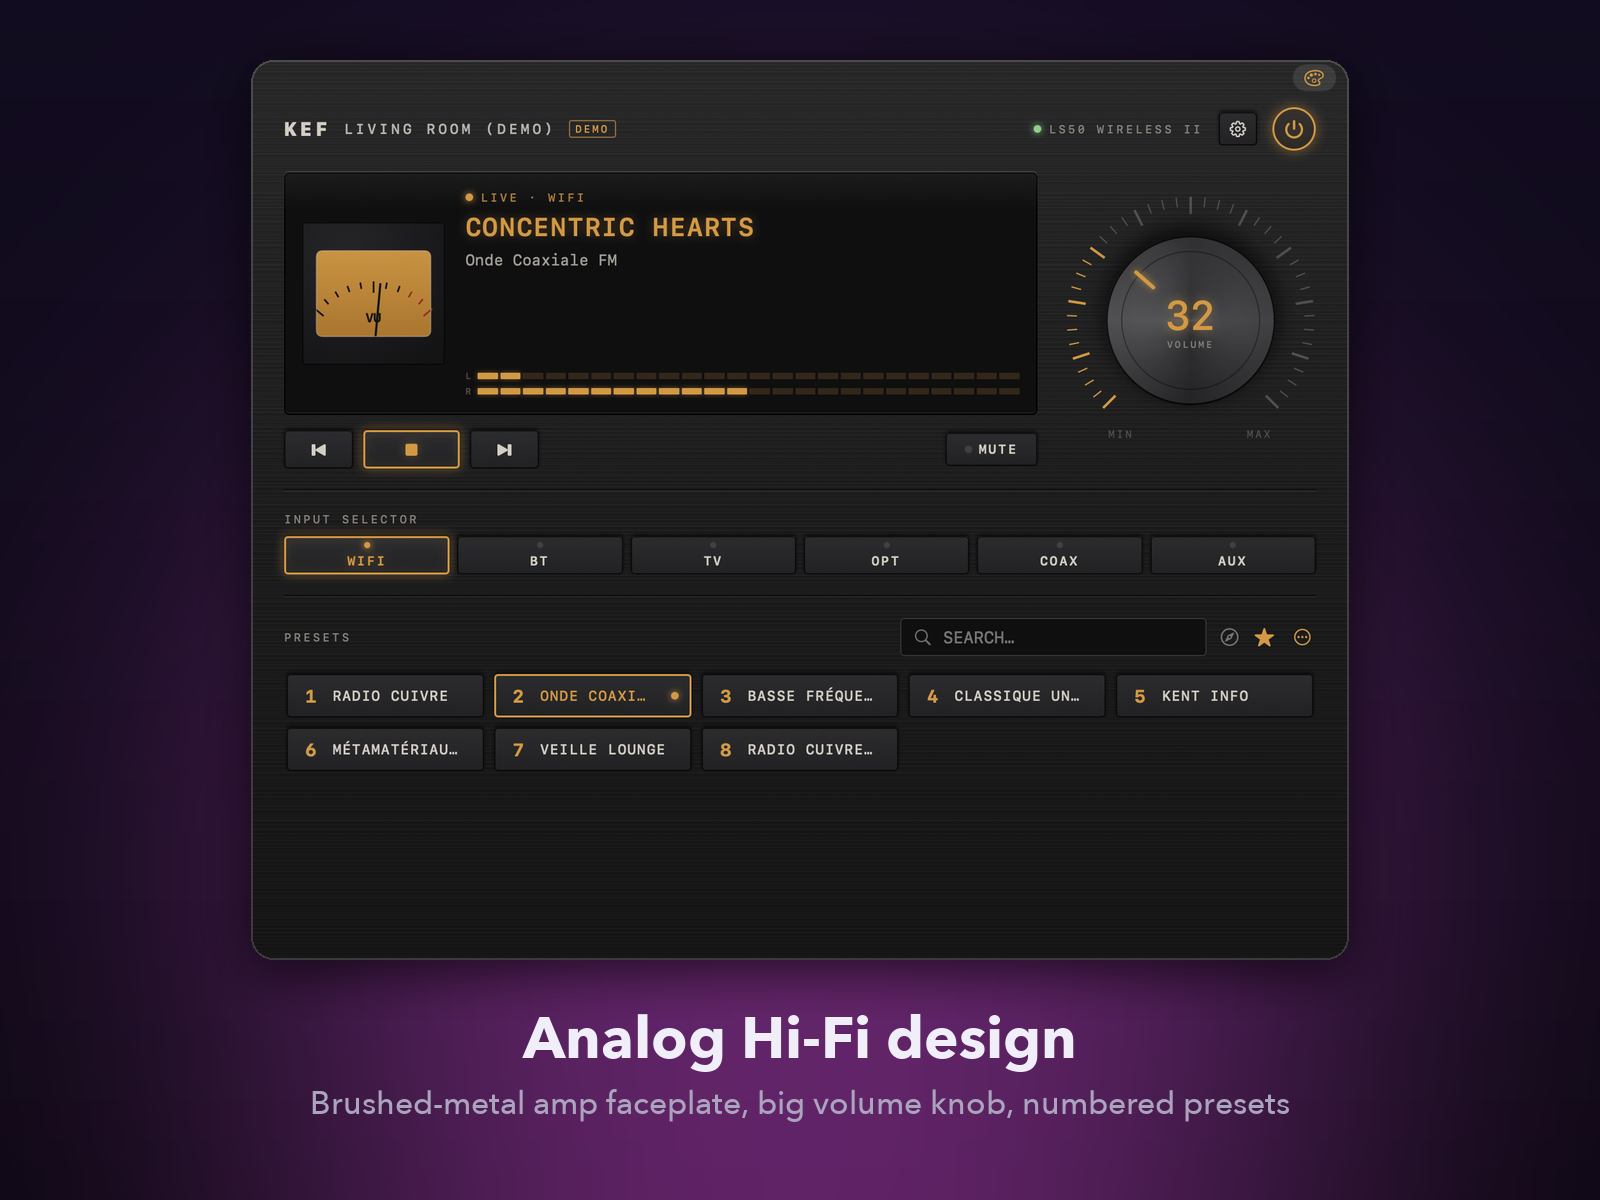 KEF LIVING ROOM (DEMO) DEMO
LS50 WIRELESS II
LIVE · WIFI
CONCENTRIC HEARTS
Onde Coaxiale FM
VU
L
R
32
VOLUME
MIN MAX
MUTE
INPUT SELECTOR
WIFI BT TV OPT COAX AUX
PRESETS
SEARCH…
1 RADIO CUIVRE 2 ONDE COAXI… 3 BASSE FRÉQUE… 4 CLASSIQUE UN… 5 KENT INFO
6 MÉTAMATÉRIAU… 7 VEILLE LOUNGE 8 RADIO CUIVRE…
Analog Hi-Fi design
Brushed-metal amp faceplate, big volume knob, numbered presets